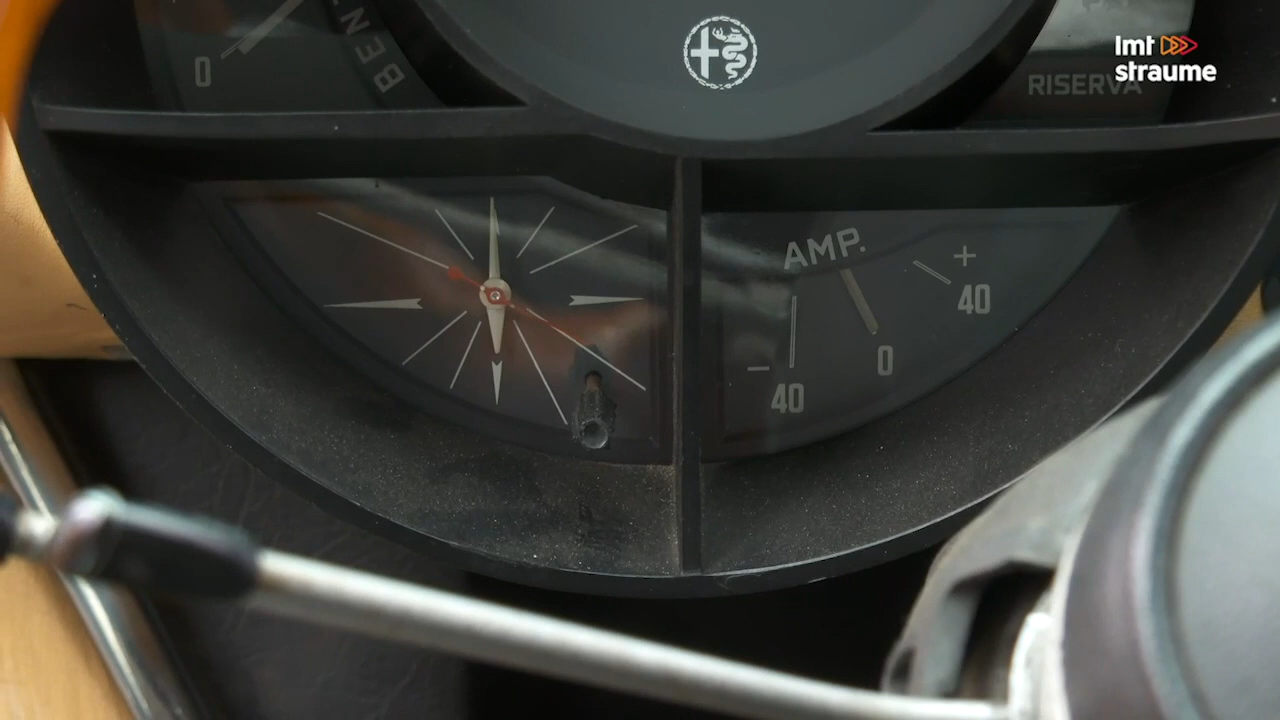 lmt
straume
0
BEN
RISERVA
AMP.
+
40
0
−
40